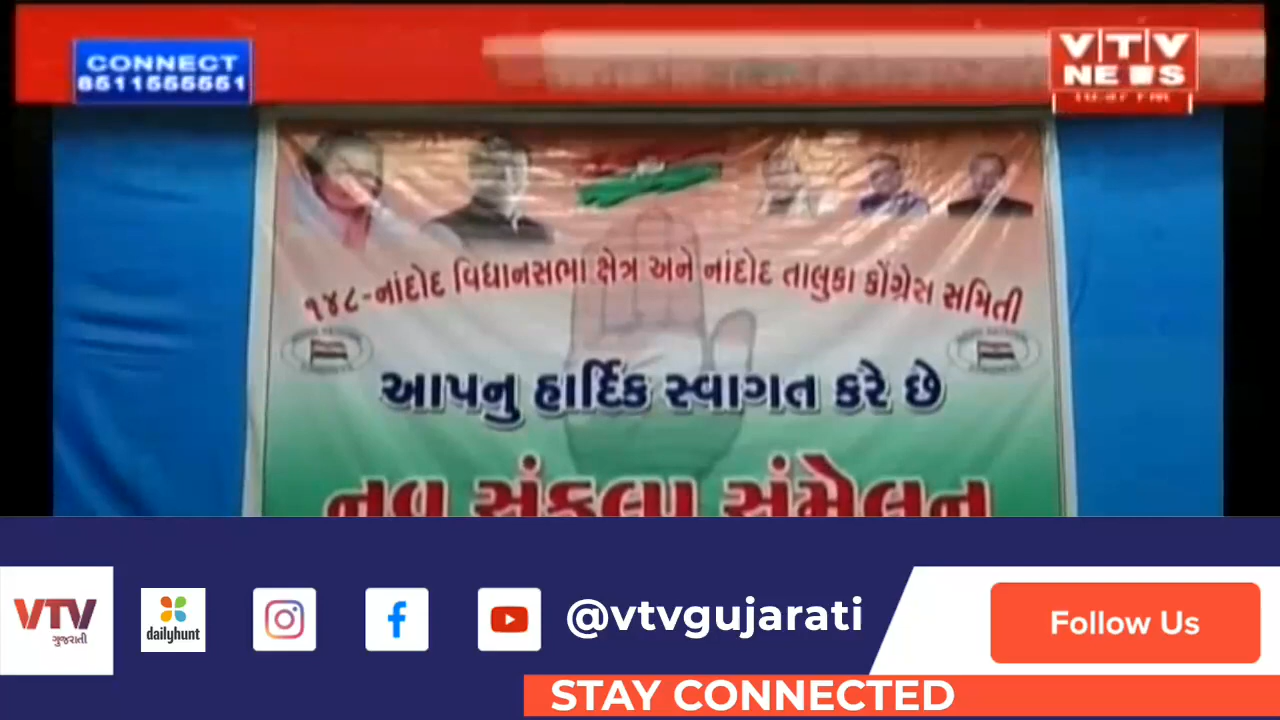 CONNECT
8511555551
VTV
NEWS
૧૪૮-નાંદોદ વિધાનસભા ક્ષેત્ર અને નાંદોદ તાલુકા કોંગ્રેસ સમિતી
આપનુ હાર્દિક સ્વાગત કરે છે
નવ સંકલ્પ સંમેલન
VTV
ગુજરાતી
dailyhunt
@vtvgujarati
Follow Us
STAY CONNECTED